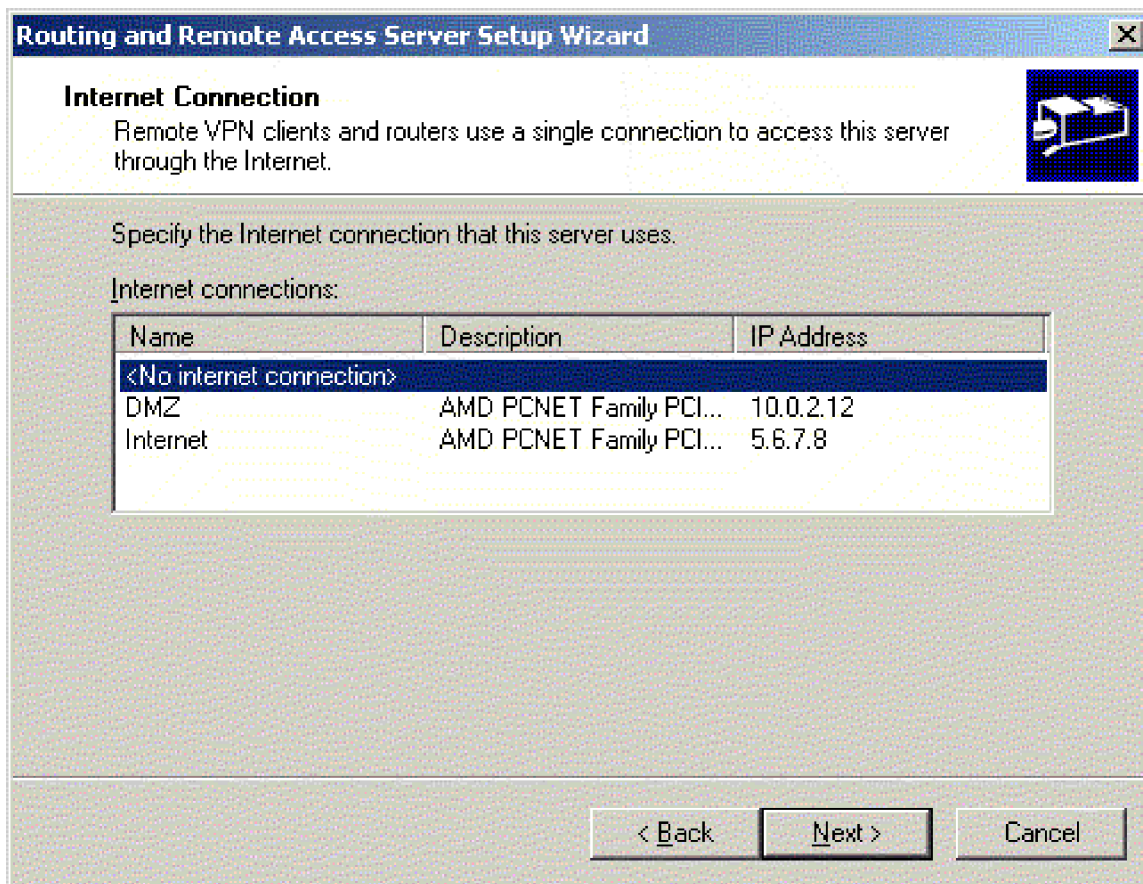 Routing and Remote Access Server Setup Wizard
Internet Connection
Remote VPN clients and routers use a single connection to access this server
through the Internet.
Specify the Internet connection that this server uses.
Internet connections:
Name Description IP Address
<No internet connection>
DMZ AMD PCNET Family PCI... 10.0.2.12
Internet AMD PCNET Family PCI... 5.6.7.8
< Back Next > Cancel